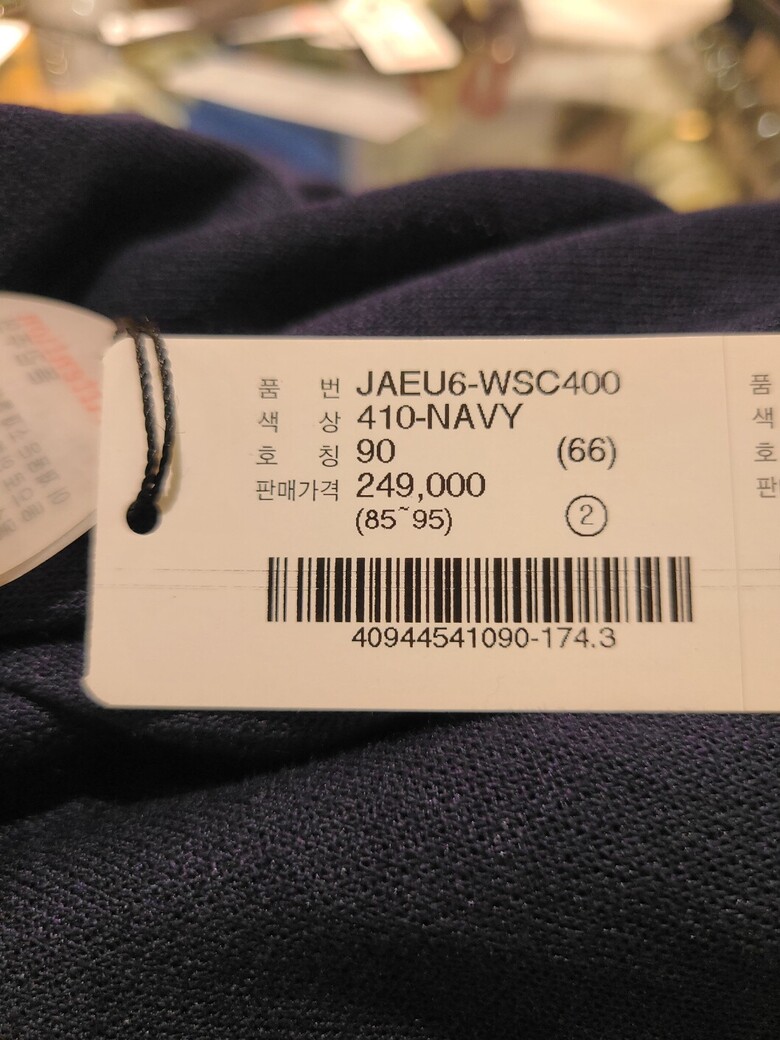 품 번 JAEU6-WSC400
색 상 410-NAVY
호 칭 90 (66)
판매가격 249,000
(85~95) 2
40944541090-174.3
품
색
호
판